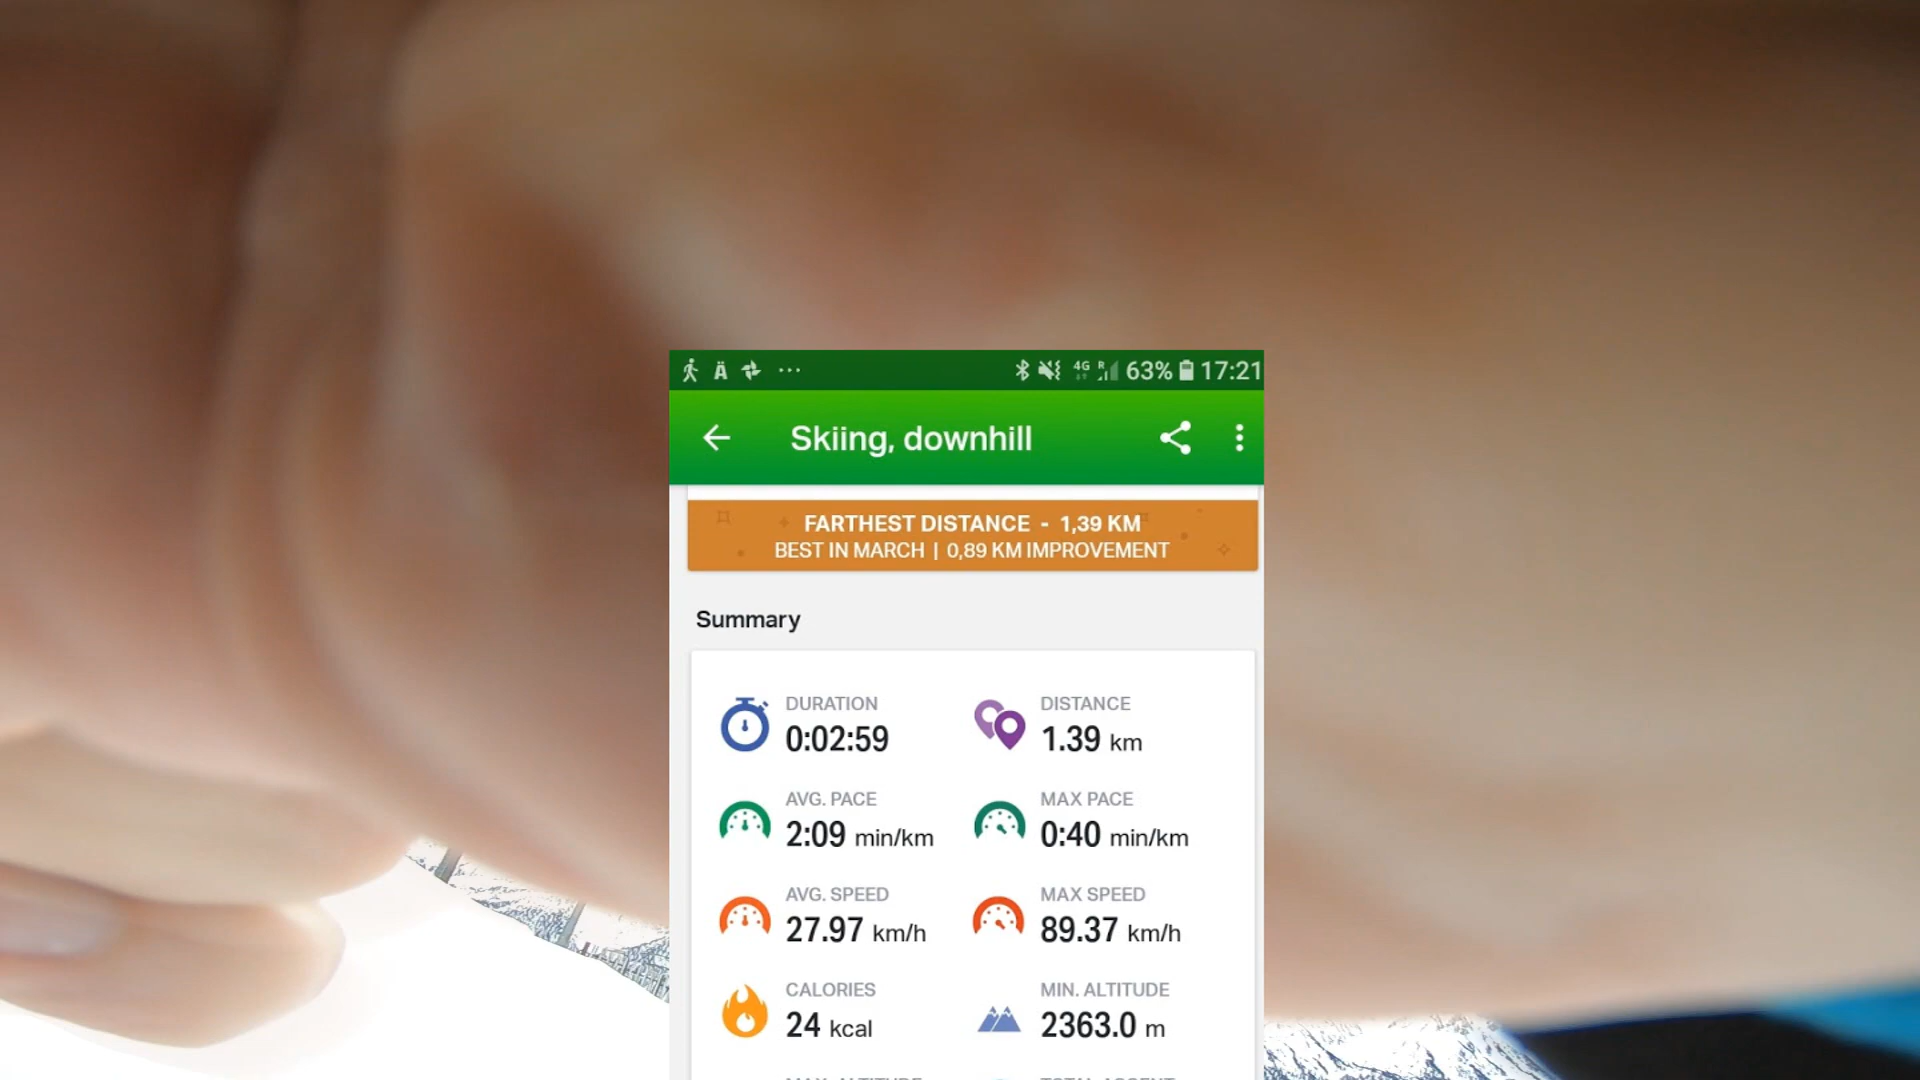 Ä ... 4G R 63% 17:21
Skiing, downhill
FARTHEST DISTANCE - 1,39 KM
BEST IN MARCH | 0,89 KM IMPROVEMENT
Summary
DURATION
0:02:59
DISTANCE
1.39 km
AVG. PACE
2:09 min/km
MAX PACE
0:40 min/km
AVG. SPEED
27.97 km/h
MAX SPEED
89.37 km/h
CALORIES
24 kcal
MIN. ALTITUDE
2363.0 m